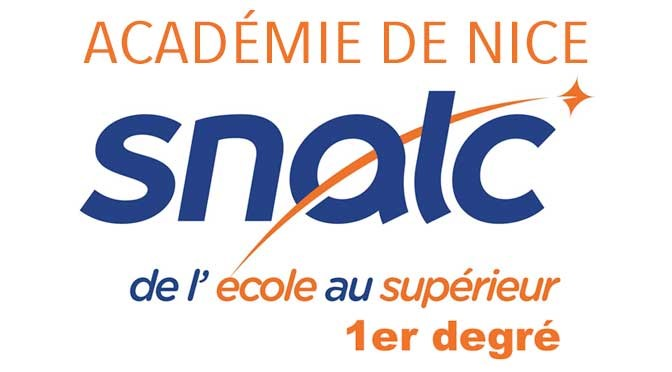 ACADÉMIE DE NICE
snalc
de l' école au supérieur
1er degré